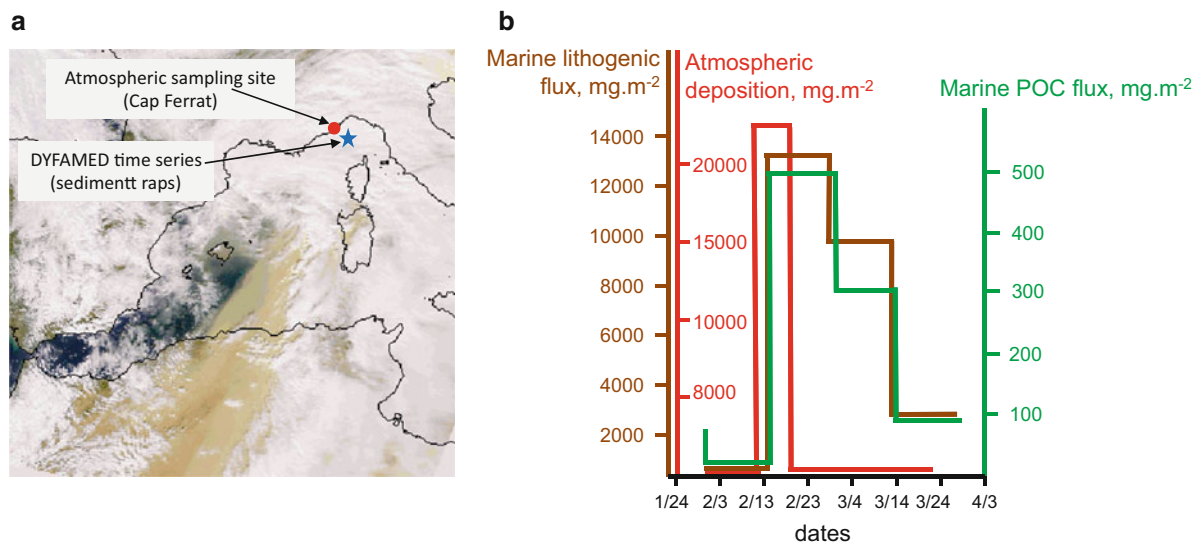 a
Atmospheric sampling site
(Cap Ferrat)
DYFAMED time series
(sedimentt raps)
b
Marine lithogenic
flux, mg.m-2
Atmospheric
deposition, mg.m-2
Marine POC flux, mg.m-2
14000
12000
10000
8000
6000
4000
2000
20000
15000
10000
8000
500
400
300
200
100
1/24 2/3 2/13 2/23 3/4 3/14 3/24 4/3
dates